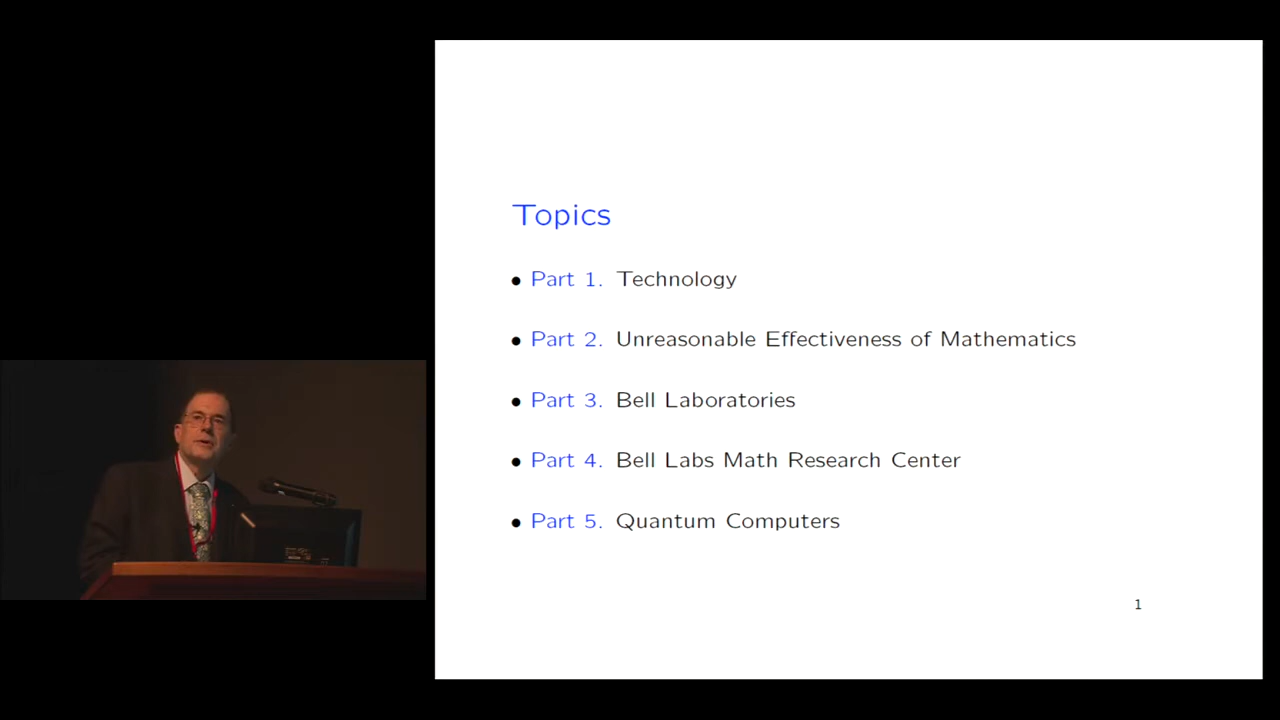 Topics
• Part 1. Technology
• Part 2. Unreasonable Effectiveness of Mathematics
• Part 3. Bell Laboratories
• Part 4. Bell Labs Math Research Center
• Part 5. Quantum Computers
1